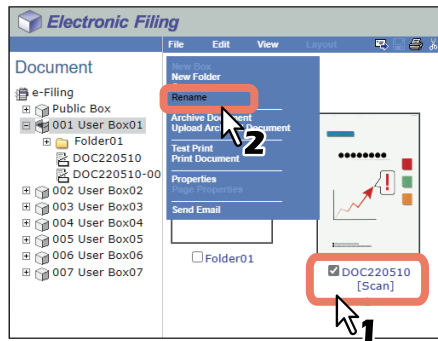 Electronic Filing
File Edit View Layout
Document
e-Filing
Public Box
001 User Box01
Folder01
DOC220510
DOC220510-00
002 User Box02
003 User Box03
004 User Box04
005 User Box05
006 User Box06
007 User Box07
New Box
New Folder
Rename
Archive Document
Upload Archived Document
Test Print
Print Document
Properties
Page Properties
Send Email
2
Folder01
DOC220510
[Scan]
1